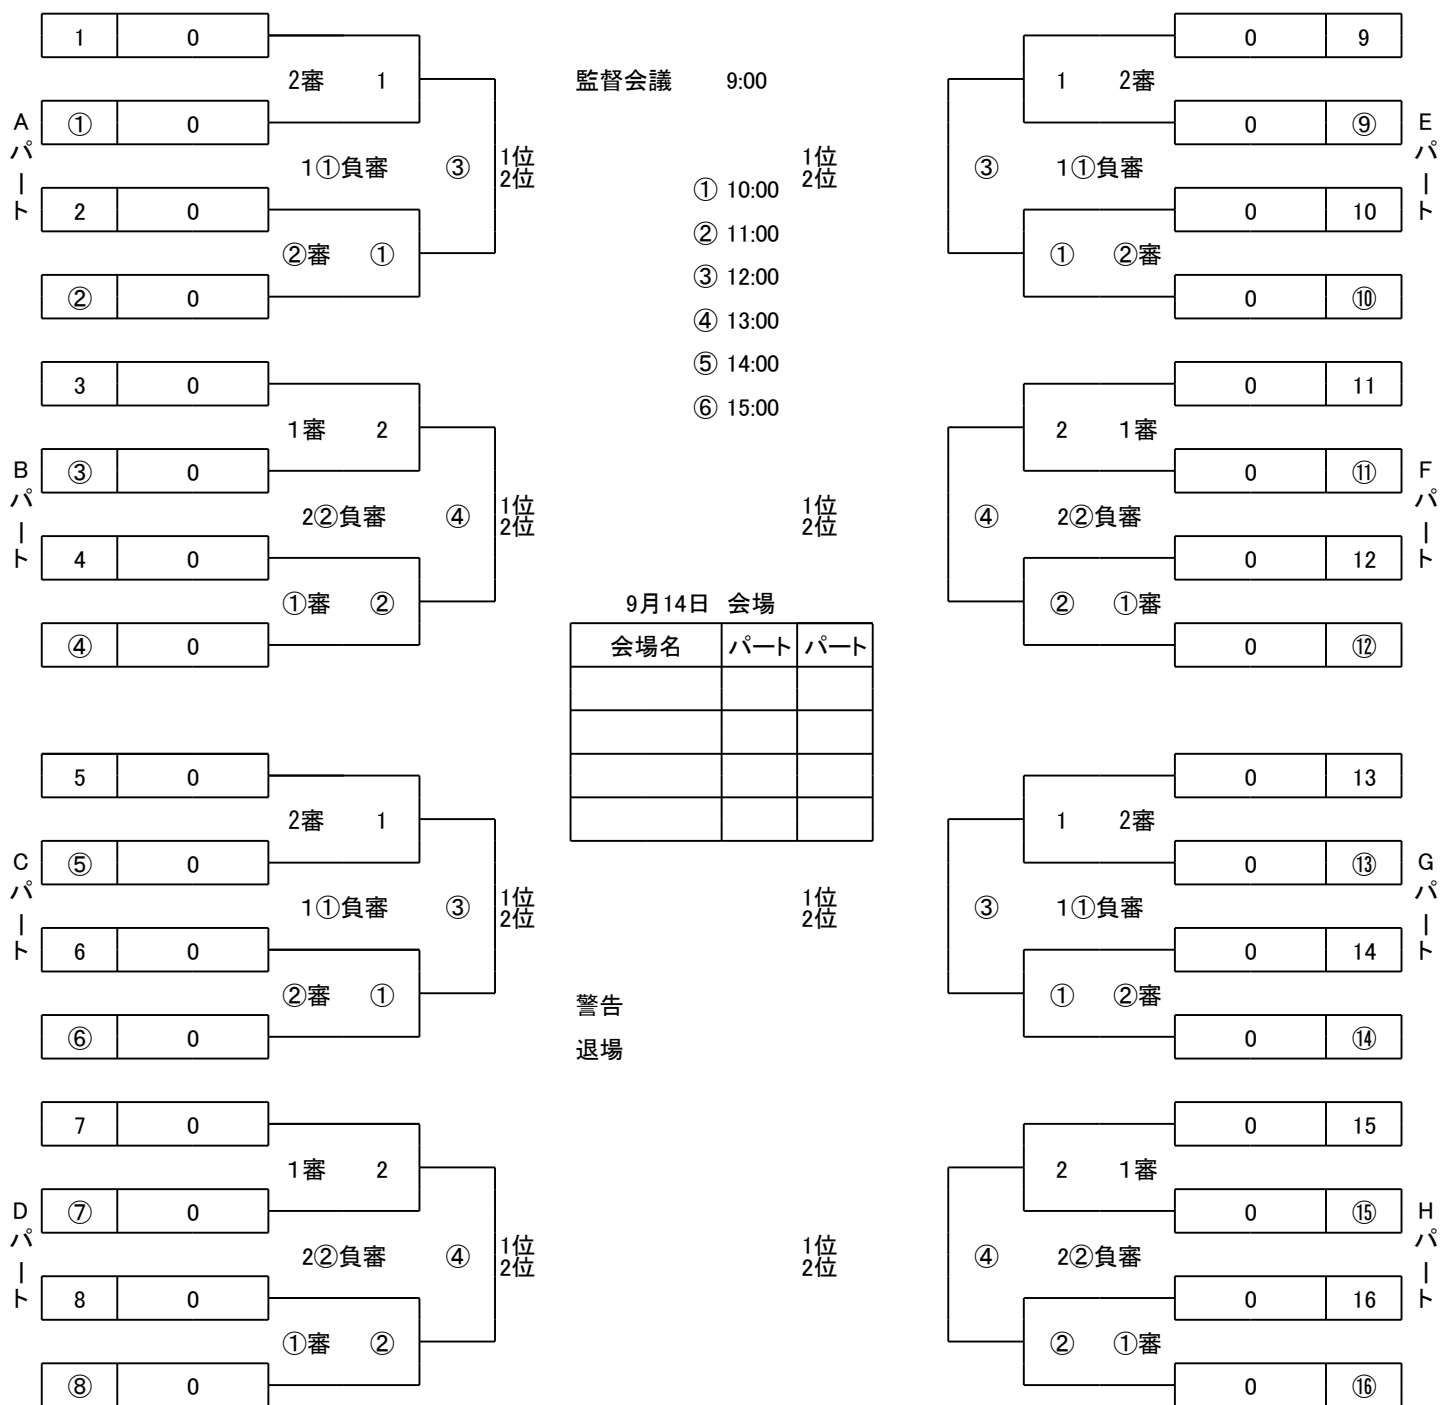 1 0
2審 1
Aパート
① 0
1①負審 ③
1位
2位
2 0
②審 ①
② 0
3 0
1審 2
Bパート
③ 0
2②負審 ④
1位
2位
4 0
①審 ②
④ 0
5 0
2審 1
Cパート
⑤ 0
1①負審 ③
1位
2位
6 0
②審 ①
⑥ 0
7 0
1審 2
Dパート
⑦ 0
2②負審 ④
1位
2位
8 0
①審 ②
⑧ 0
監督会議 9:00
① 10:00
② 11:00
③ 12:00
④ 13:00
⑤ 14:00
⑥ 15:00
9月14日 会場
会場名 パート パート
警告
退場
0 9
1 2審
0 ⑨
Eパート
1位
2位
③ 1①負審
0 10
① ②審
0 ⑩
0 11
2 1審
0 ⑪
Fパート
1位
2位
④ 2②負審
0 12
② ①審
0 ⑫
0 13
1 2審
0 ⑬
Gパート
1位
2位
③ 1①負審
0 14
① ②審
0 ⑭
0 15
2 1審
0 ⑮
Hパート
1位
2位
④ 2②負審
0 16
② ①審
0 ⑯